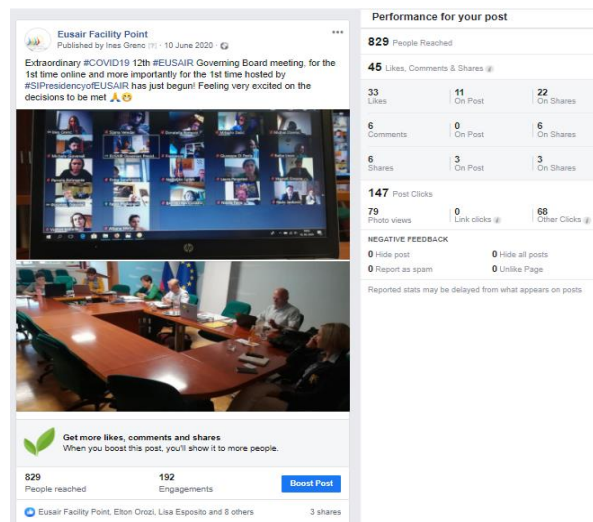 Eusair Facility Point
Published by Ines Grenc · 10 June 2020 ·
Extraordinary #COVID19 12th #EUSAIR Governing Board meeting, for the
1st time online and more importantly for the 1st time hosted by
#SIPresidencyofEUSAIR has just begun! Feeling very excited on the
decisions to be met 🙏😁
hp
Get more likes, comments and shares
When you boost this post, you'll show it to more people.
829
People reached
192
Engagements
Boost Post
Eusair Facility Point, Elton Orozi, Lisa Esposito and 8 others
3 shares
Performance for your post
829 People Reached
45 Likes, Comments & Shares
33
Likes
11
On Post
22
On Shares
6
Comments
0
On Post
6
On Shares
6
Shares
3
On Post
3
On Shares
147 Post Clicks
79
Photo views
0
Link clicks
68
Other Clicks
NEGATIVE FEEDBACK
0 Hide post
0 Hide all posts
0 Report as spam
0 Unlike Page
Reported stats may be delayed from what appears on posts